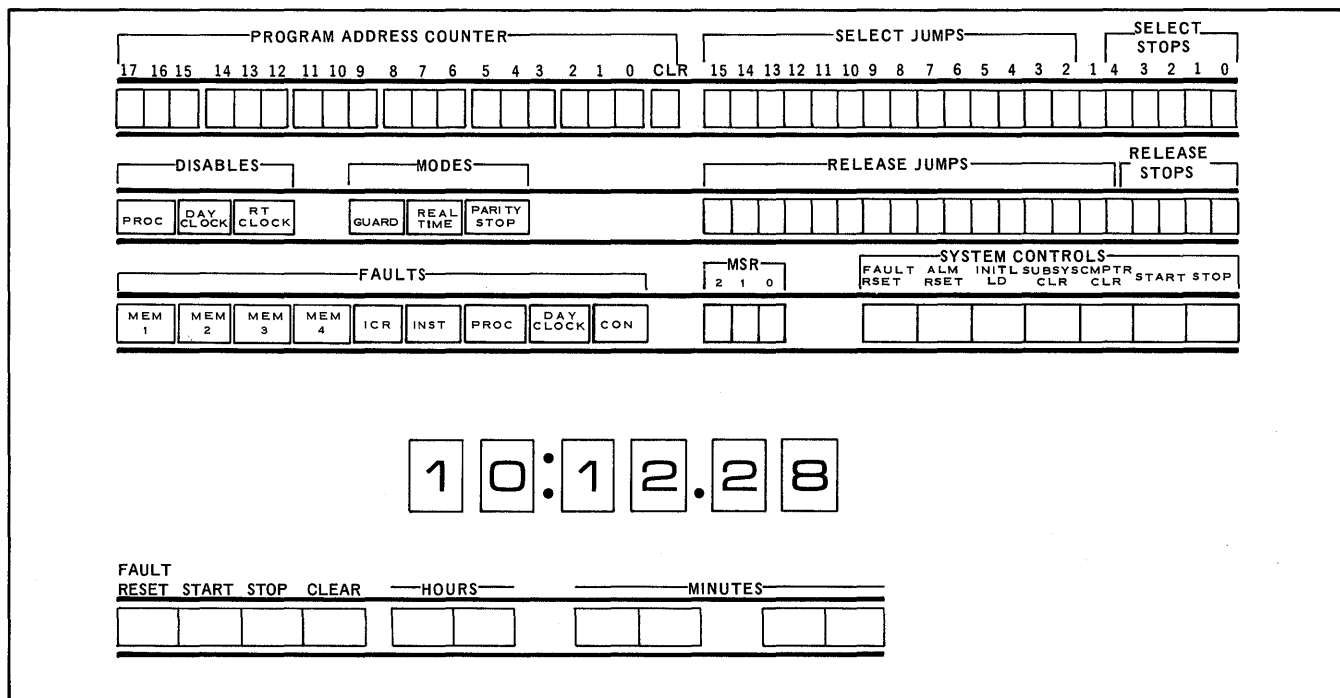 PROGRAM ADDRESS COUNTER SELECT JUMPS SELECT STOPS
17 16 15 14 13 12 11 10 9 8 7 6 5 4 3 2 1 0 CLR 15 14 13 12 11 10 9 8 7 6 5 4 3 2 1 4 3 2 1 0
DISABLES MODES RELEASE JUMPS RELEASE STOPS
PROC DAY CLOCK RT CLOCK GUARD REAL TIME PARITY STOP
FAULTS MSR SYSTEM CONTROLS
2 1 0 FAULT RSET ALM RSET INITL LD SUBSYS CLR CMPTR CLR START STOP
MEM 1 MEM 2 MEM 3 MEM 4 ICR INST PROC DAY CLOCK CON
10:12.28
FAULT RESET START STOP CLEAR HOURS MINUTES